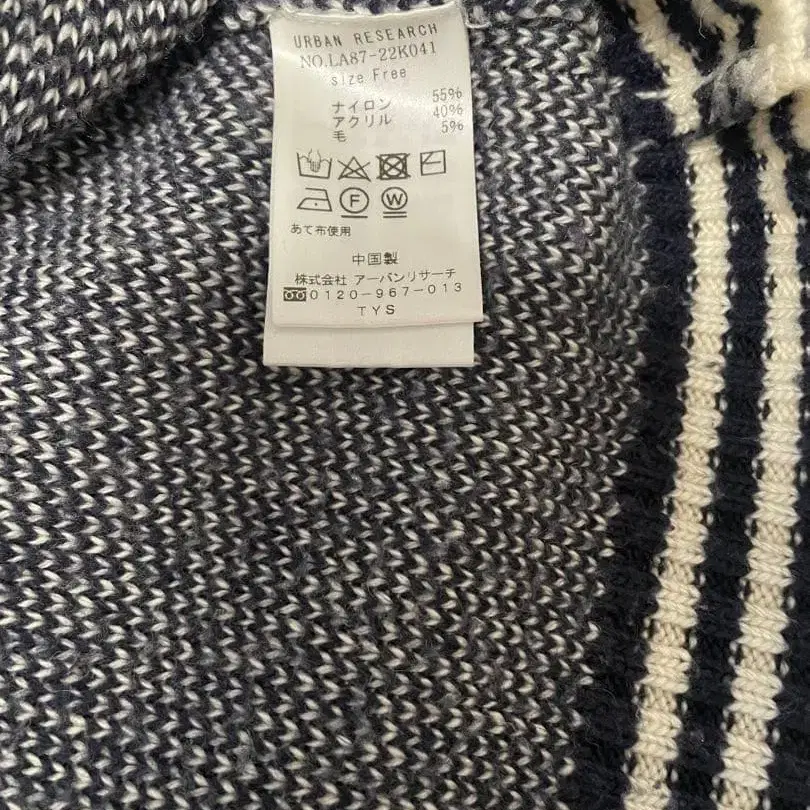 URBAN RESEARCH
NO.LA87-22K041
size Free
ナイロン 55%
アクリル 40%
毛 5%
F W
あて布使用
中国製
株式会社 アーバンリサーチ
0120-967-013
TYS